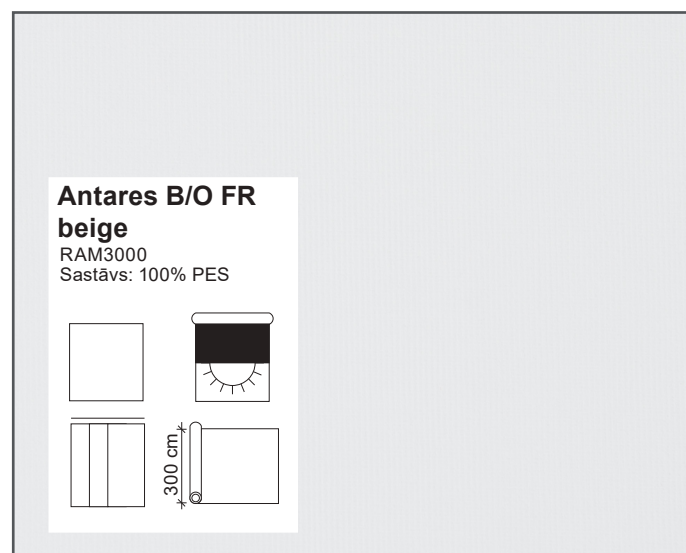 Antares B/O FR
beige
RAM3000
Sastāvs: 100% PES
300 cm